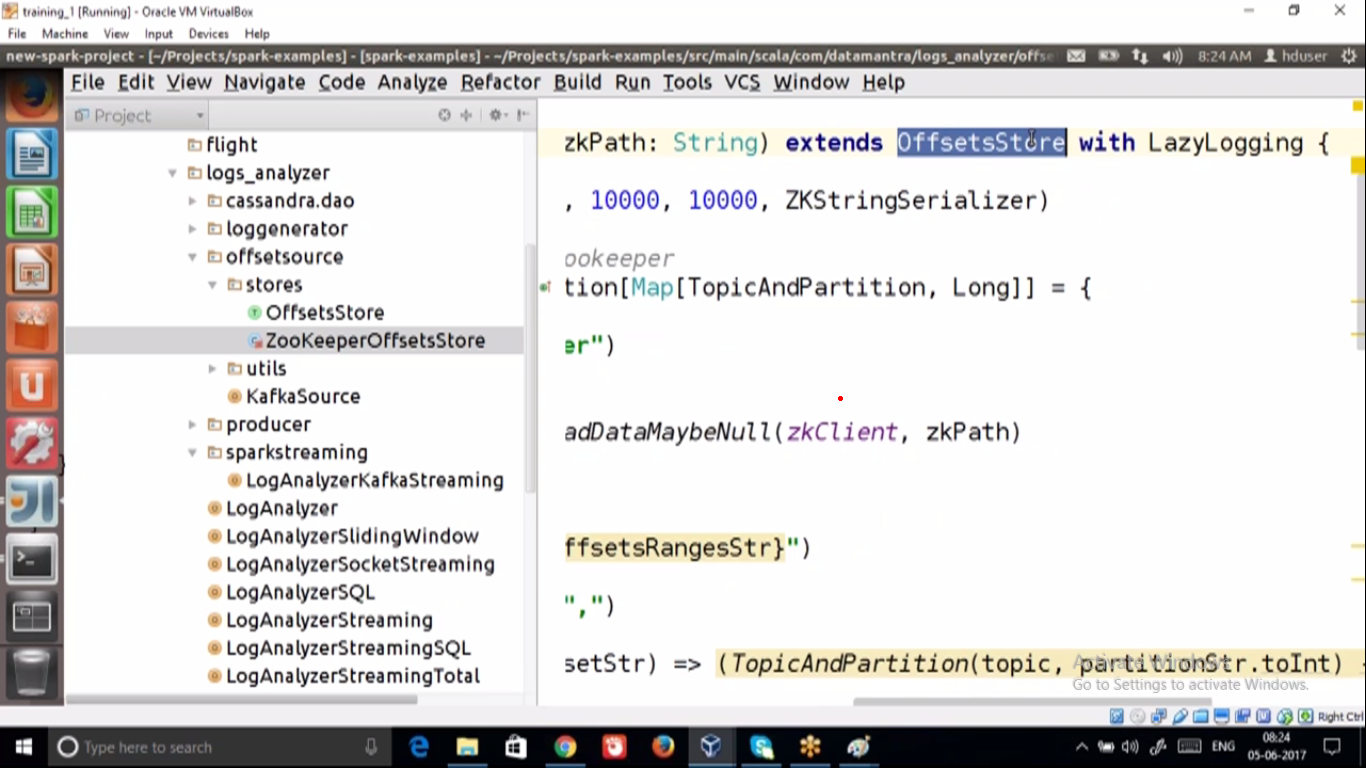 training_1 [Running] - Oracle VM VirtualBox
File Machine View Input Devices Help
new-spark-project - [~/Projects/spark-examples] - [spark-examples] - ~/Projects/spark-examples/src/main/scala/com/datamantra/logs_analyzer/offse
8:24 AM hduser
File Edit View Navigate Code Analyze Refactor Build Run Tools VCS Window Help
Project
flight
logs_analyzer
cassandra.dao
loggenerator
offsetsource
stores
OffsetsStore
ZooKeeperOffsetsStore
utils
KafkaSource
producer
sparkstreaming
LogAnalyzerKafkaStreaming
LogAnalyzer
LogAnalyzerSlidingWindow
LogAnalyzerSocketStreaming
LogAnalyzerSQL
LogAnalyzerStreaming
LogAnalyzerStreamingSQL
LogAnalyzerStreamingTotal
zkPath: String) extends OffsetsStore with LazyLogging {
, 10000, 10000, ZKStringSerializer)
ookeeper
tion[Map[TopicAndPartition, Long]] = {
er")
adDataMaybeNull(zkClient, zkPath)
ffsetsRangesStr}")
",")
setStr) => (TopicAndPartition(topic, partitionStr.toInt)
Activate Windows
Go to Settings to activate Windows.
Right Ctrl
Type here to search
ENG
08:24
05-06-2017